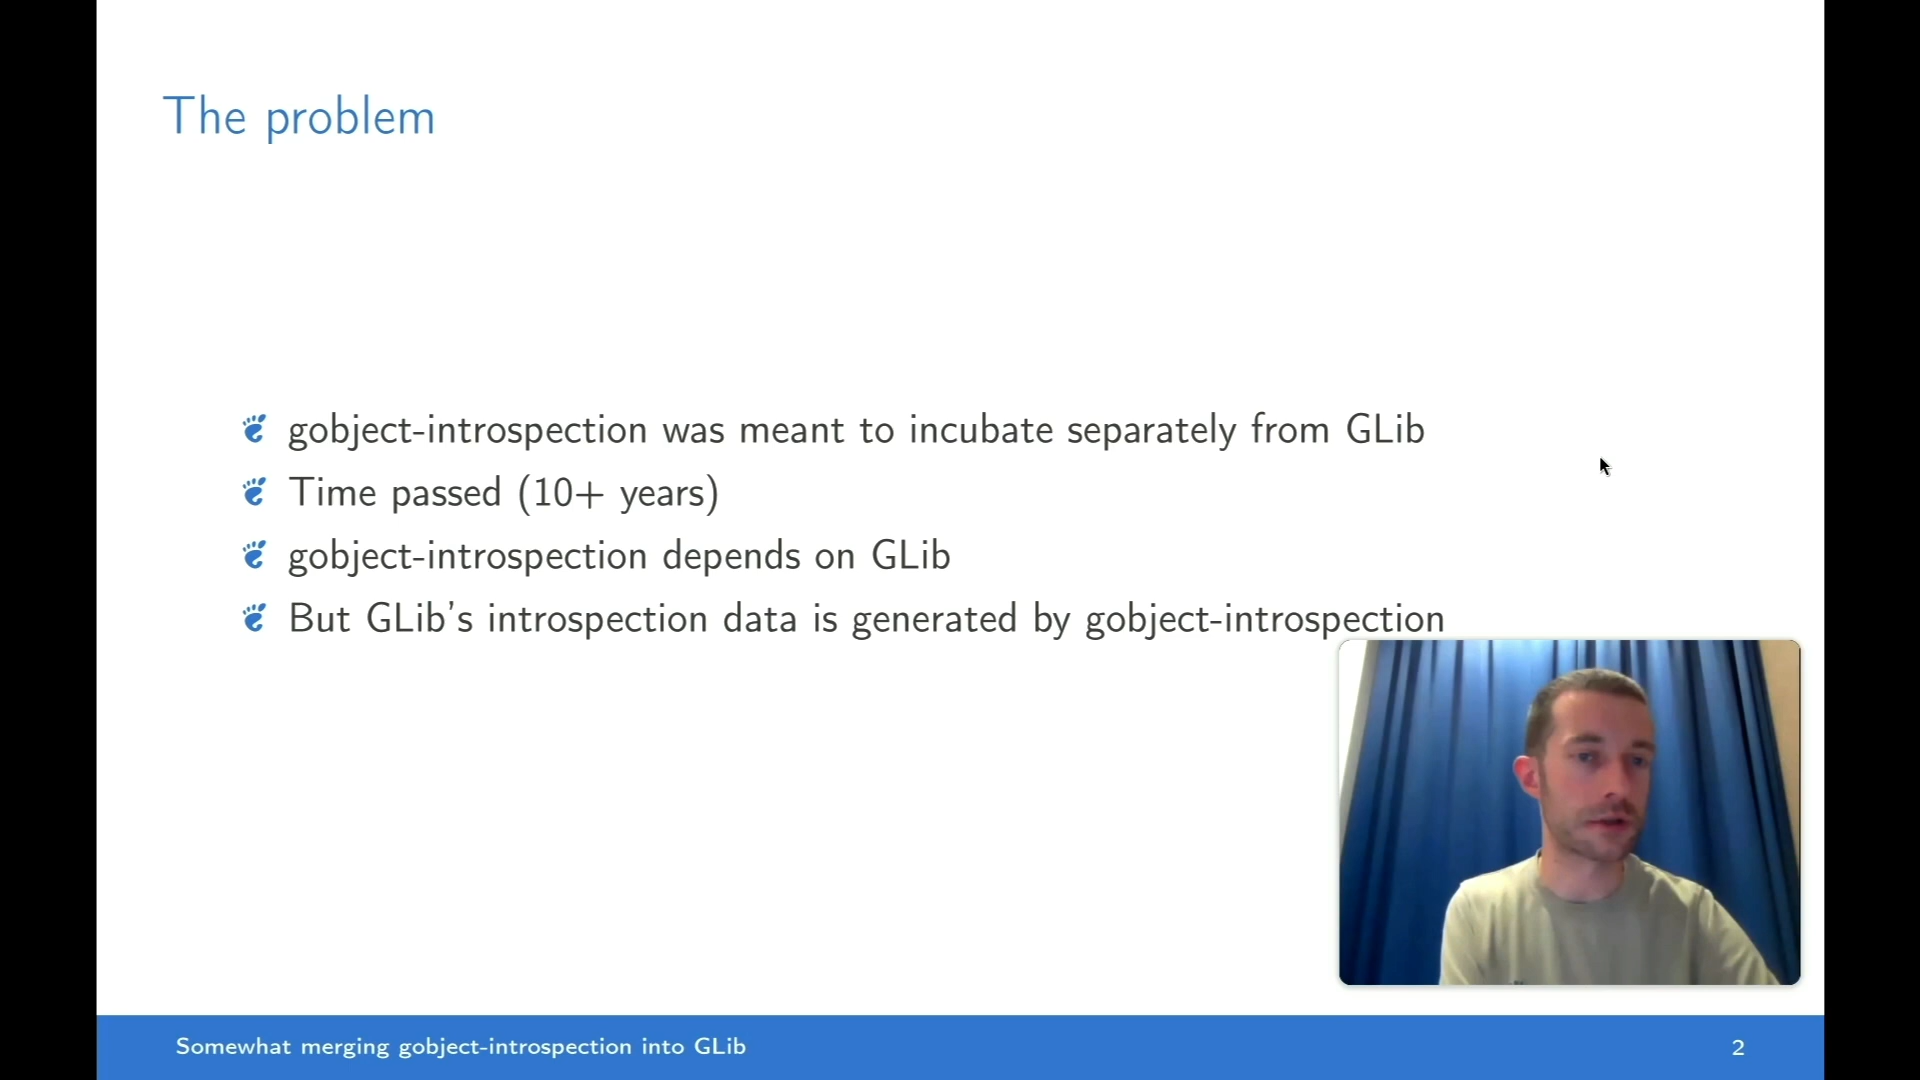 The problem
gobject-introspection was meant to incubate separately from GLib
Time passed (10+ years)
gobject-introspection depends on GLib
But GLib's introspection data is generated by gobject-introspection
Somewhat merging gobject-introspection into GLib
2